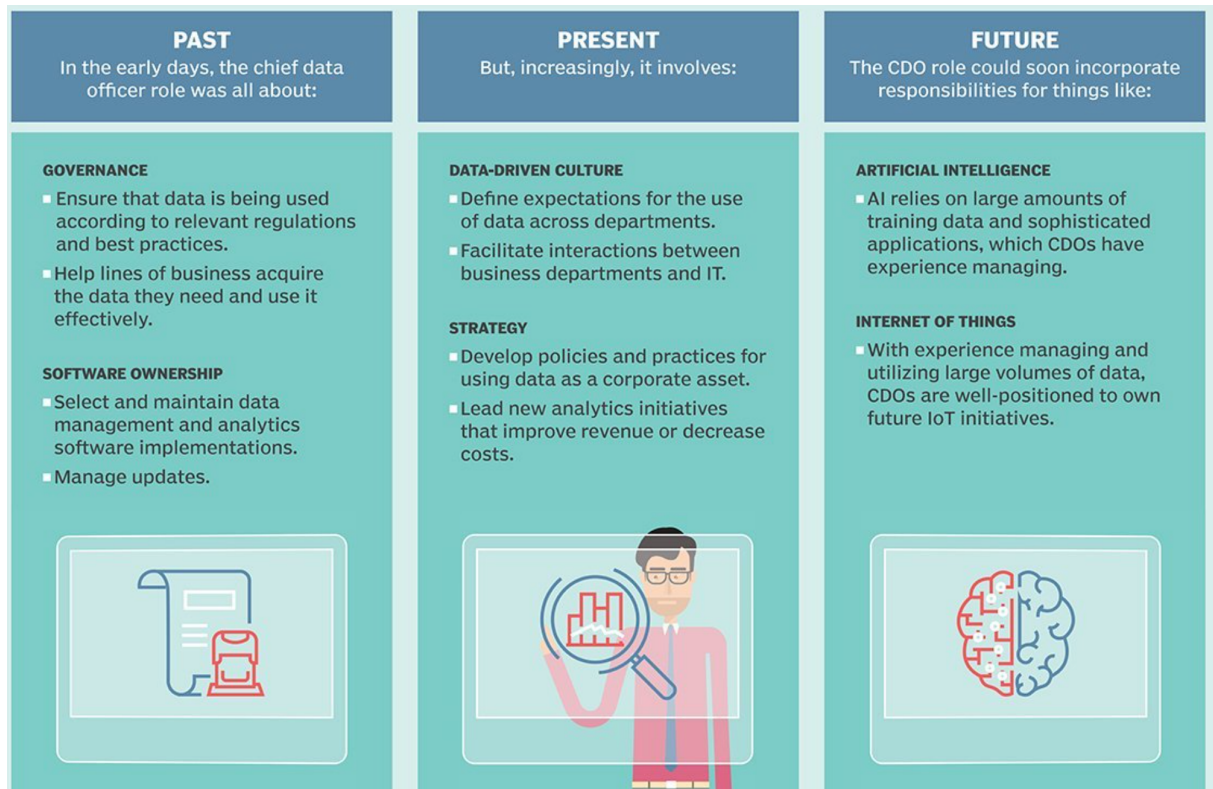 PAST
In the early days, the chief data
officer role was all about:
GOVERNANCE
▪ Ensure that data is being used
according to relevant regulations
and best practices.
▪ Help lines of business acquire
the data they need and use it
effectively.
SOFTWARE OWNERSHIP
▪ Select and maintain data
management and analytics
software implementations.
▪ Manage updates.
PRESENT
But, increasingly, it involves:
DATA-DRIVEN CULTURE
▪ Define expectations for the use
of data across departments.
▪ Facilitate interactions between
business departments and IT.
STRATEGY
▪ Develop policies and practices for
using data as a corporate asset.
▪ Lead new analytics initiatives
that improve revenue or decrease
costs.
FUTURE
The CDO role could soon incorporate
responsibilities for things like:
ARTIFICIAL INTELLIGENCE
▪ AI relies on large amounts of
training data and sophisticated
applications, which CDOs have
experience managing.
INTERNET OF THINGS
▪ With experience managing and
utilizing large volumes of data,
CDOs are well-positioned to own
future IoT initiatives.